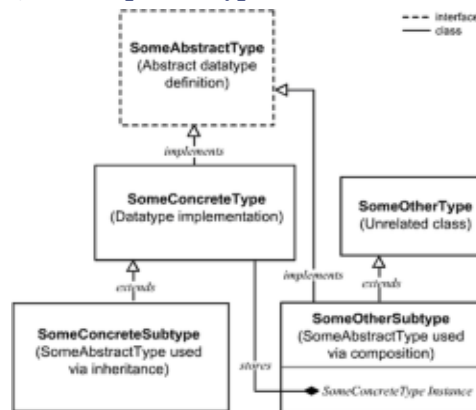 interface
class
SomeAbstractType
(Abstract datatype
definition)
implements
SomeConcreteType
(Datatype implementation)
SomeOtherType
(Unrelated class)
extends
implements
extends
SomeConcreteSubtype
(SomeAbstractType used
via inheritance)
SomeOtherSubtype
(SomeAbstractType used
via composition)
stores
SomeConcreteType Instance